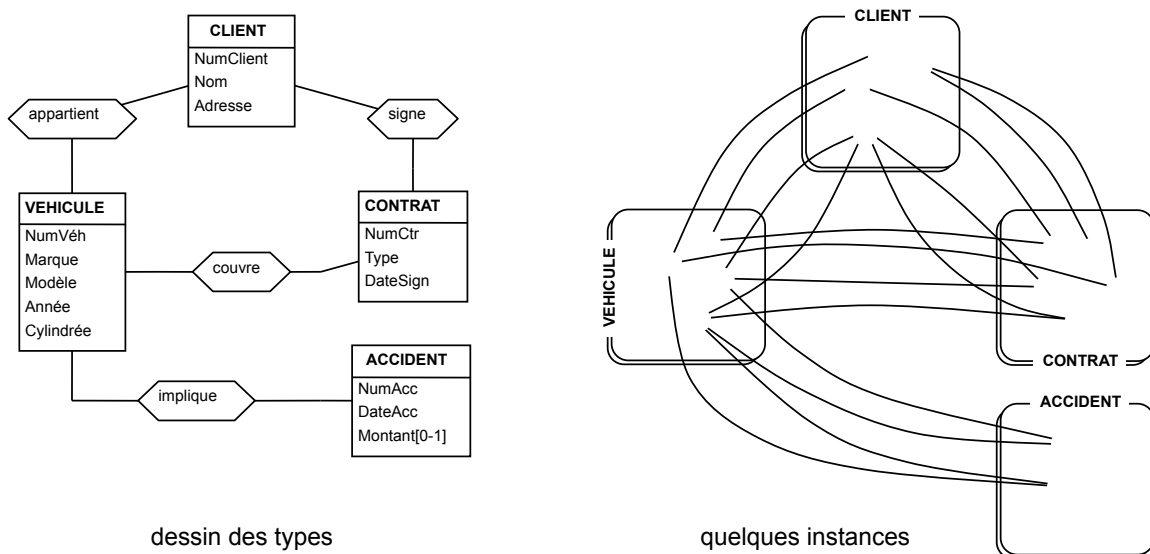 CLIENT
NumClient
Nom
Adresse
appartient
signe
VEHICULE
NumVéh
Marque
Modèle
Année
Cylindrée
couvre
CONTRAT
NumCtr
Type
DateSign
implique
ACCIDENT
NumAcc
DateAcc
Montant[0-1]
dessin des types
CLIENT
VEHICULE
CONTRAT
ACCIDENT
quelques instances